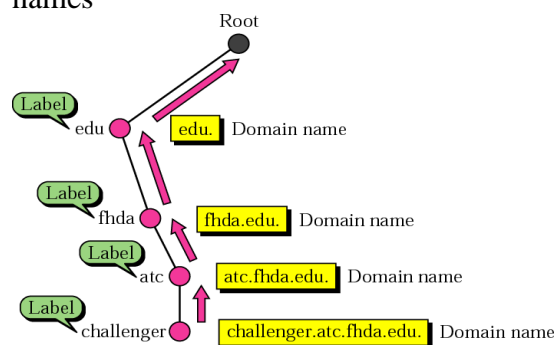 names
Root
Label
edu
edu. Domain name
Label
fhda
fhda.edu. Domain name
Label
atc
atc.fhda.edu. Domain name
Label
challenger
challenger.atc.fhda.edu. Domain name